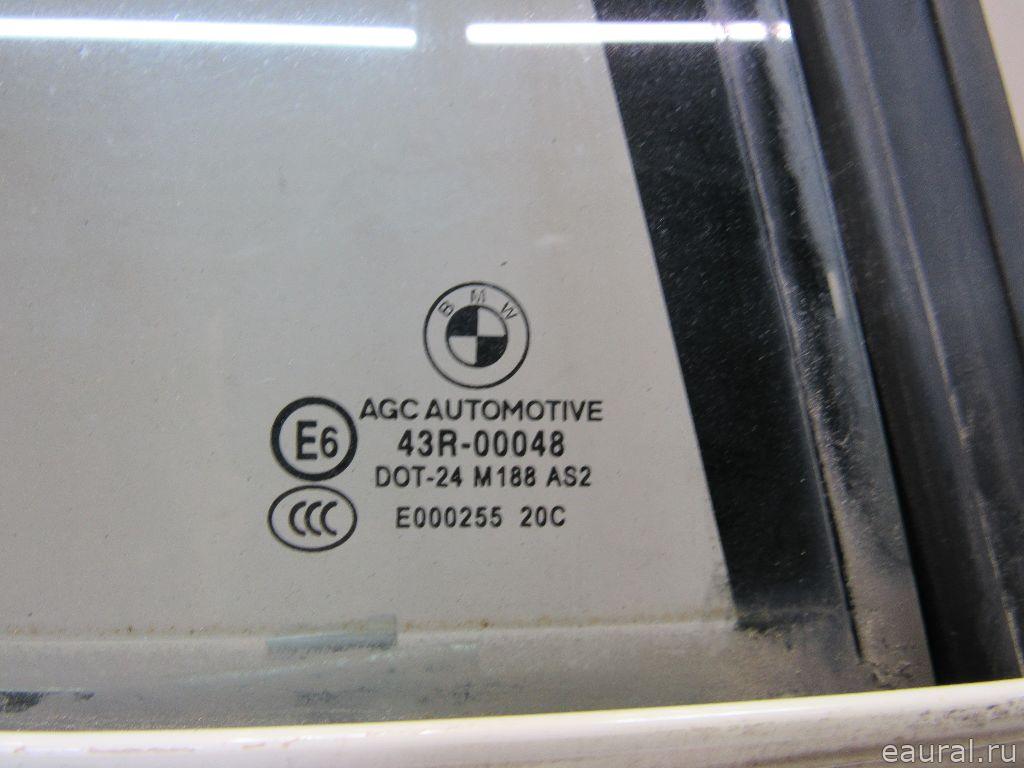 BMW
AGC AUTOMOTIVE
E6 43R-00048
DOT-24 M188 AS2
CCC E000255 20C
eaural.ru